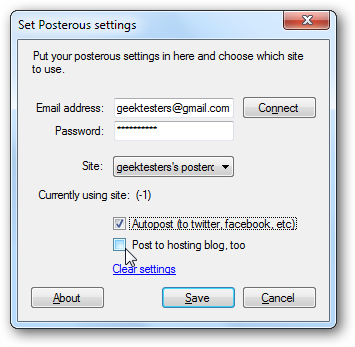 Set Posterous settings
Put your posterous settings in here and choose which site
to use.
Email address: geektesters@gmail.com Connect
Password: **********
Site: geektesters's posterc
Currently using site: (-1)
Autopost (to twitter, facebook, etc)
Post to hosting blog, too
Clear settings
About Save Cancel